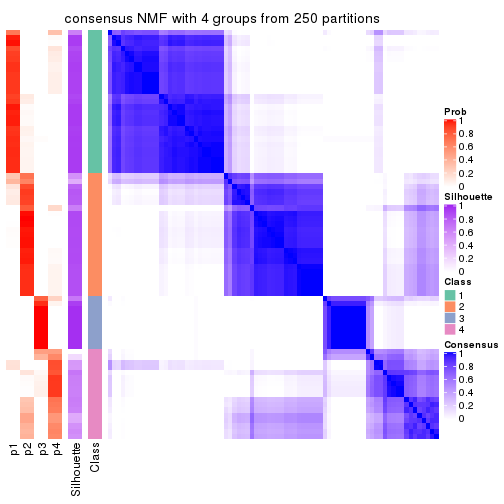 consensus NMF with 4 groups from 250 partitions
Prob
1
0.8
0.6
0.4
0.2
0
Silhouette
1
0.8
0.6
0.4
0.2
0
Class
1
2
3
4
Consensus
1
0.8
0.6
0.4
0.2
0
p1
p2
p3
p4
Silhouette
Class